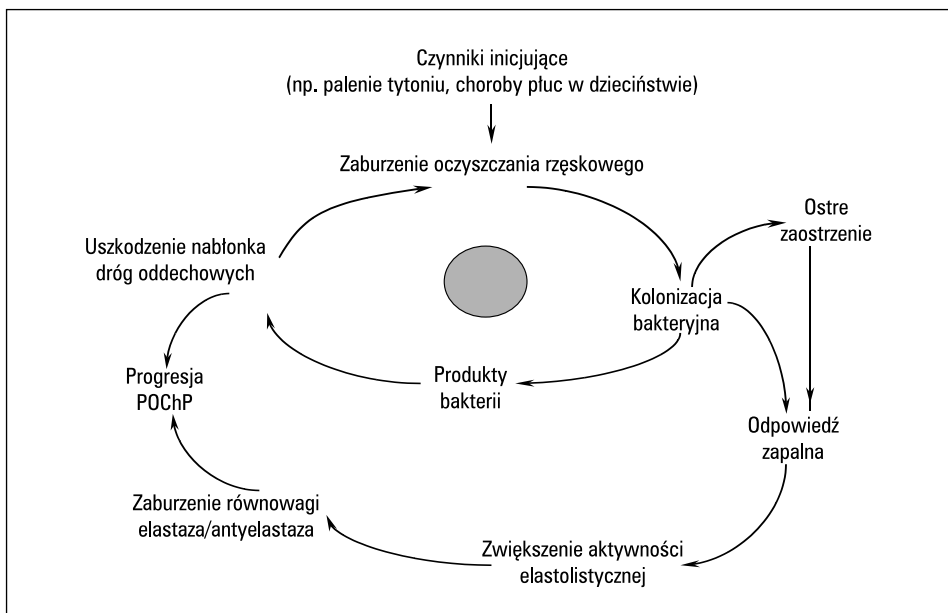 Czynniki inicjujące
(np. palenie tytoniu, choroby płuc w dzieciństwie)
Zaburzenie oczyszczania rzęskowego
Ostre
zaostrzenie
Uszkodzenie nabłonka
dróg oddechowych
Kolonizacja
bakteryjna
Produkty
bakterii
Progresja
POChP
Odpowiedź
zapalna
Zaburzenie równowagi
elastaza/antyelastaza
Zwiększenie aktywności
elastolistycznej